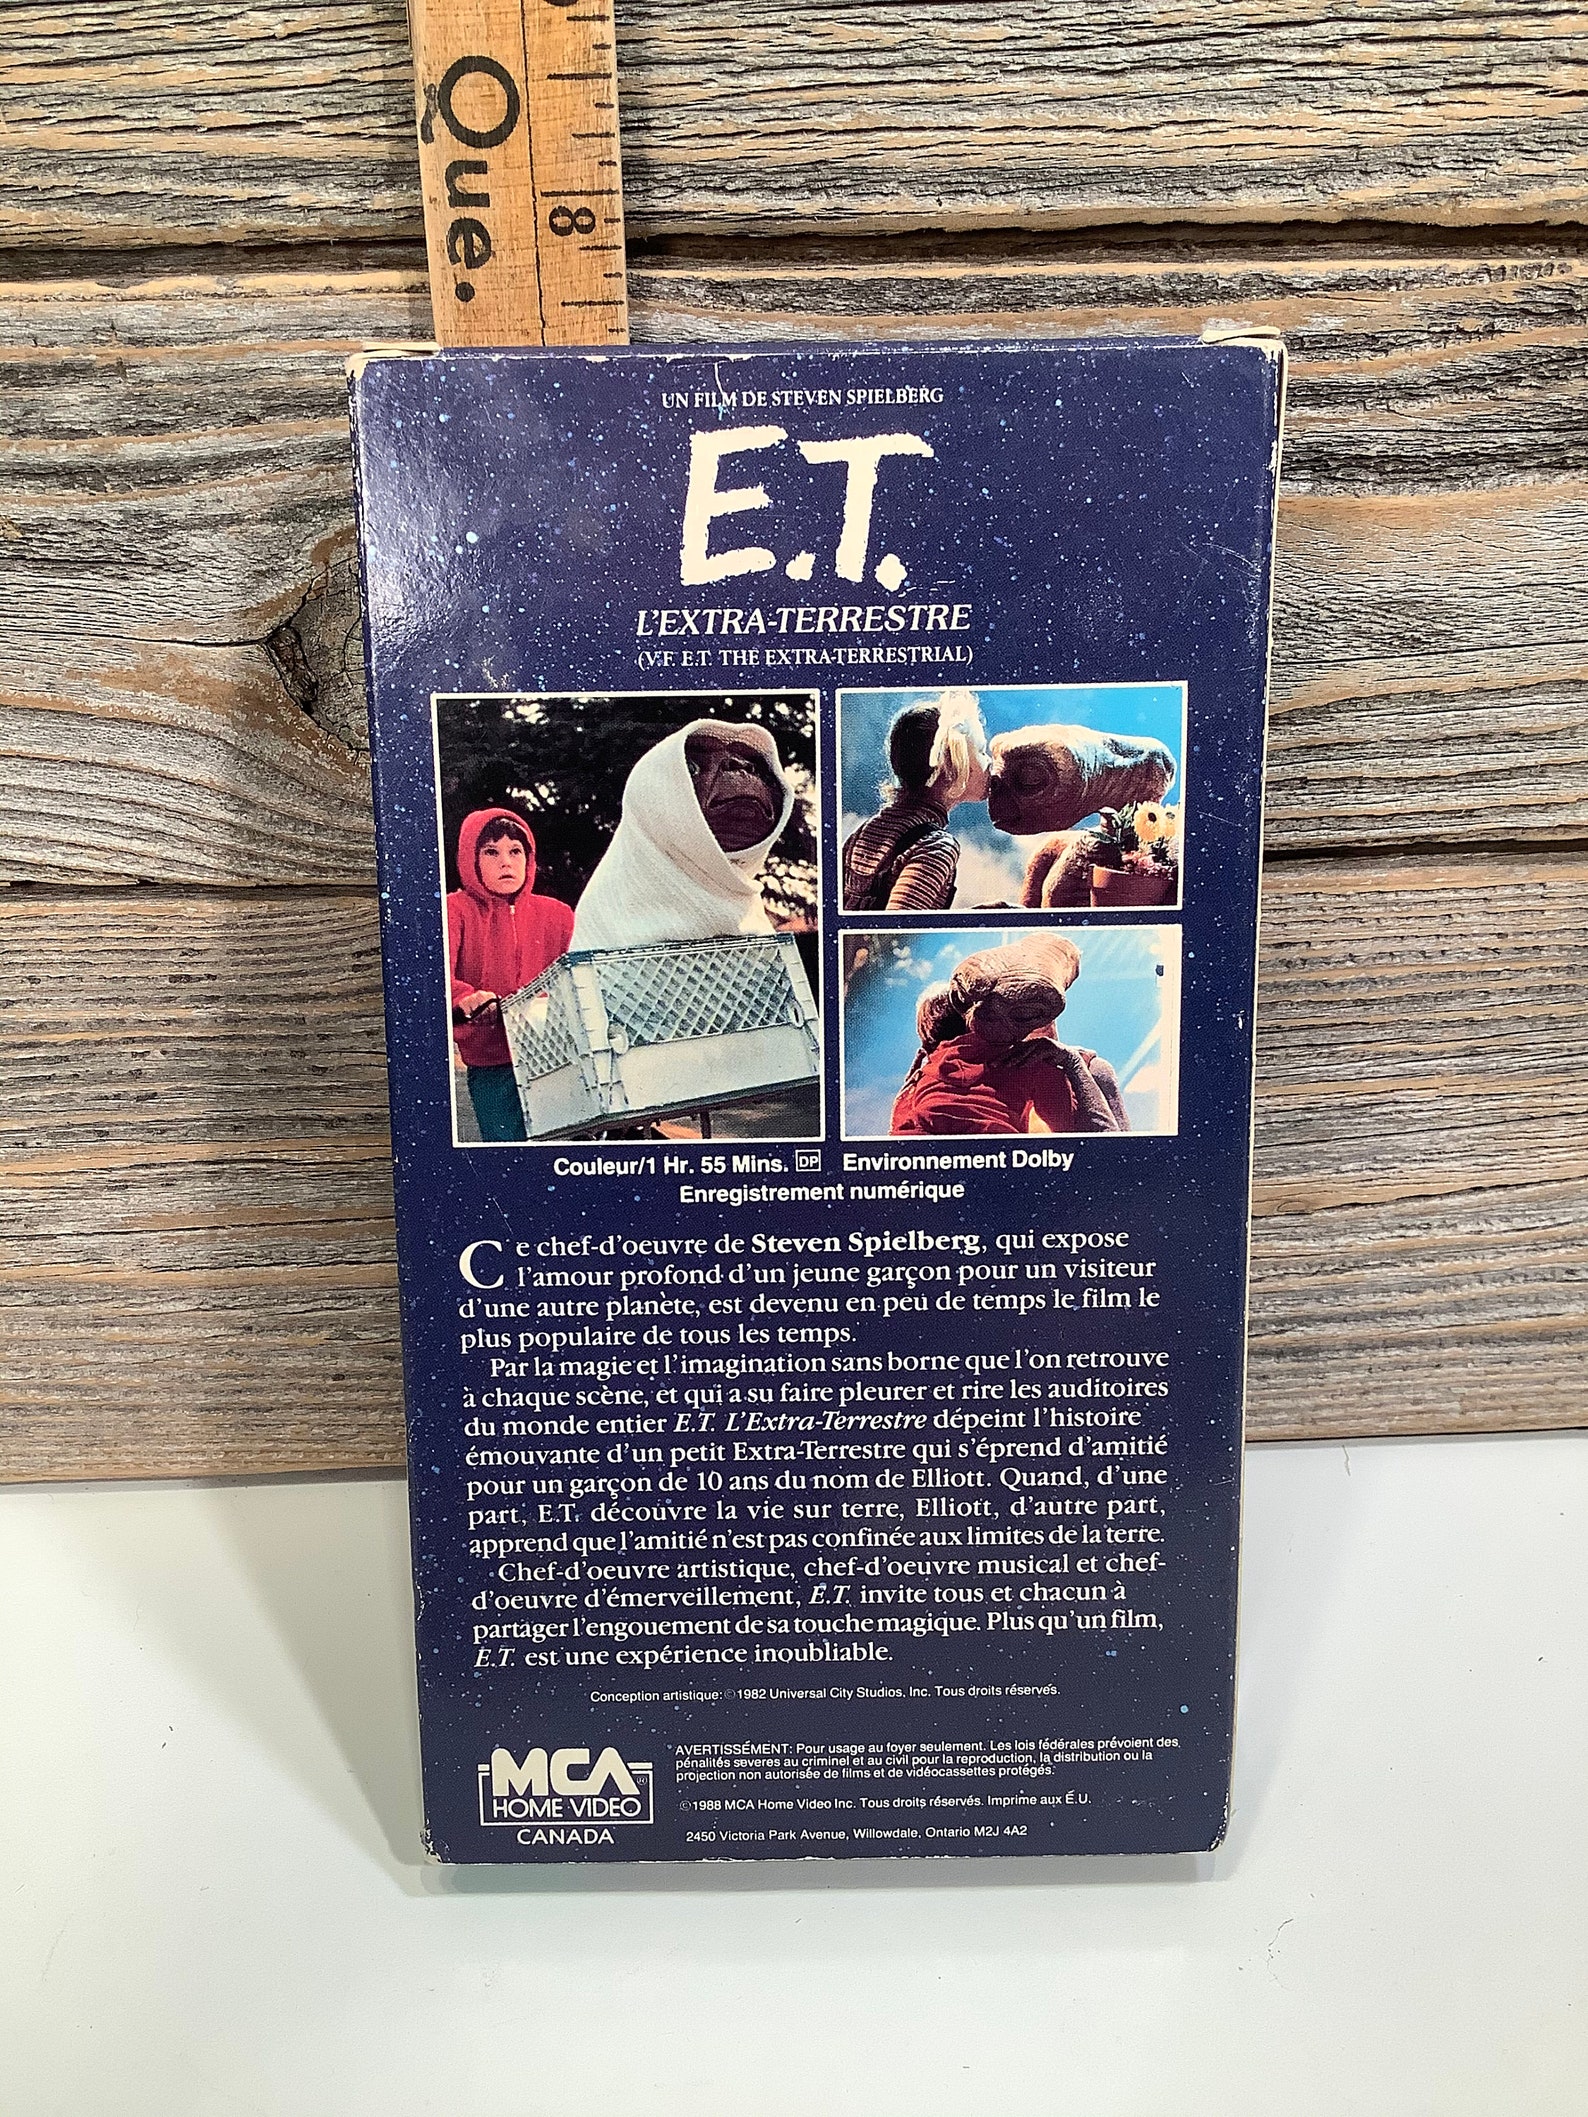 Que.
8
UN FILM DE STEVEN SPIELBERG
E.T.
L'EXTRA-TERRESTRE
(V.F. E.T. THE EXTRA-TERRESTRIAL)
Couleur/1 Hr. 55 Mins. DP Environnement Dolby
Enregistrement numérique
Ce chef-d'oeuvre de Steven Spielberg, qui expose
l'amour profond d'un jeune garçon pour un visiteur
d'une autre planète, est devenu en peu de temps le film le
plus populaire de tous les temps.
Par la magie et l'imagination sans borne que l'on retrouve
à chaque scène, et qui a su faire pleurer et rire les auditoires
du monde entier E.T. L'Extra-Terrestre dépeint l'histoire
émouvante d'un petit Extra-Terrestre qui s'éprend d'amitié
pour un garçon de 10 ans du nom de Elliott. Quand, d'une
part, E.T. découvre la vie sur terre, Elliott, d'autre part,
apprend que l'amitié n'est pas confinée aux limites de la terre.
Chef-d'oeuvre artistique, chef-d'oeuvre musical et chef-
d'oeuvre d'émerveillement, E.T. invite tous et chacun à
partager l'engouement de sa touche magique. Plus qu'un film,
E.T. est une expérience inoubliable.
Conception artistique: ©1982 Universal City Studios, Inc. Tous droits réservés.
MCA
HOME VIDEO
CANADA
AVERTISSÉMENT: Pour usage au foyer seulement. Les lois fédérales prévoient des
pénalités severes au criminel et au civil pour la reproduction, la distribution ou la
projection non autorisée de films et de vidéocassettes protégés.
©1988 MCA Home Video Inc. Tous droits réservés. Imprime aux É.U.
2450 Victoria Park Avenue, Willowdale, Ontario M2J 4A2